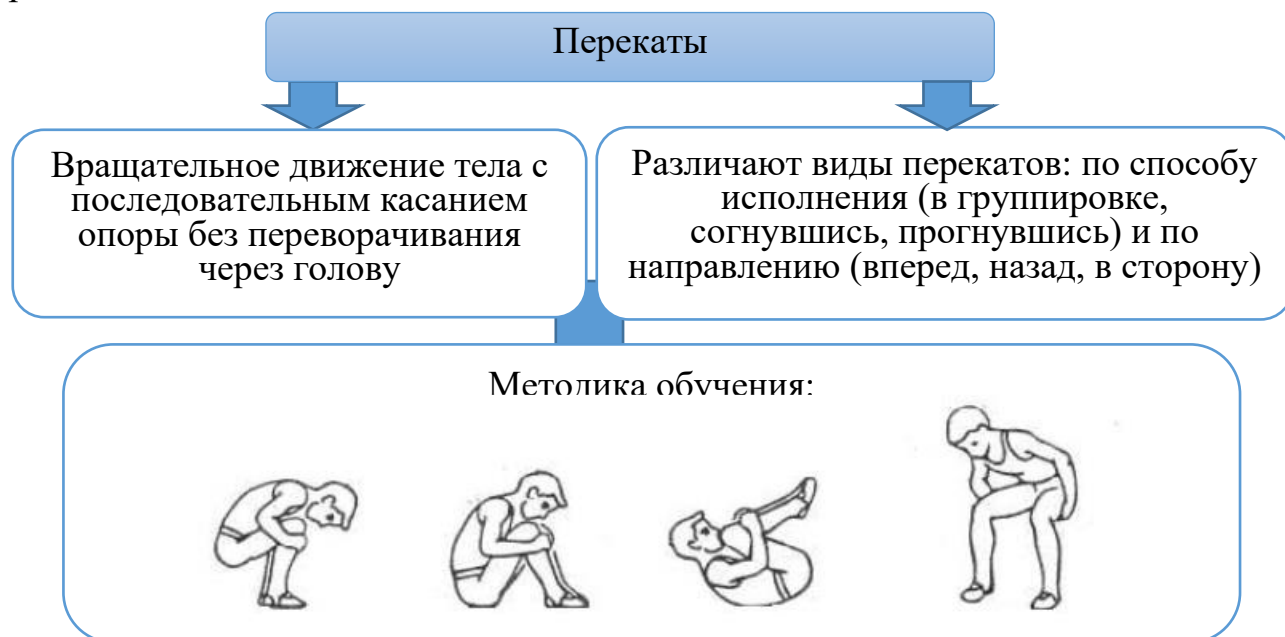 Перекаты
Вращательное движение тела с
последовательным касанием
опоры без переворачивания
через голову
Различают виды перекатов: по способу
исполнения (в группировке,
согнувшись, прогнувшись) и по
направлению (вперед, назад, в сторону)
Методика обучения: